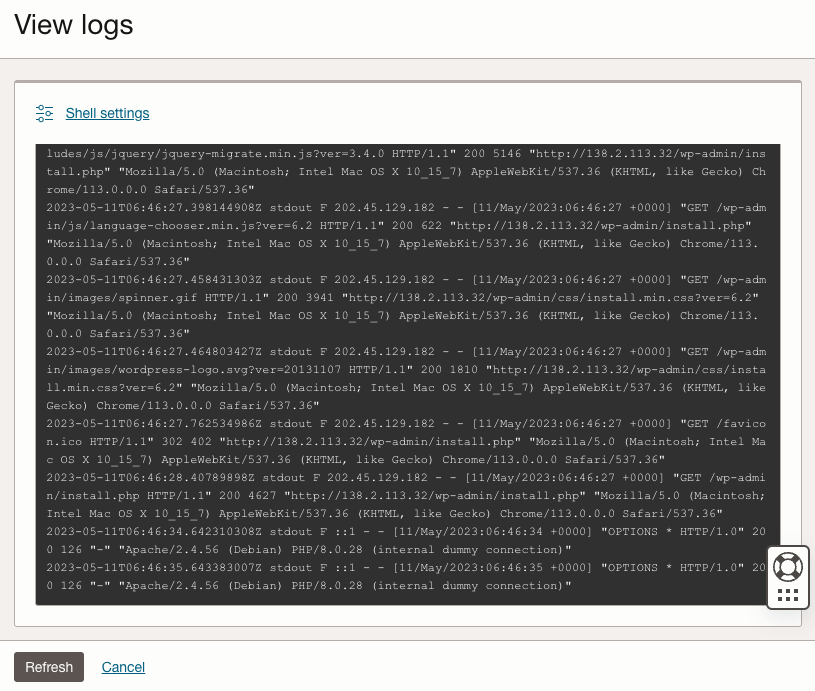 View logs
Shell settings
ludes/js/jquery/jquery-migrate.min.js?ver=3.4.0 HTTP/1.1" 200 5146 "http://138.2.113.32/wp-admin/ins
tall.php" "Mozilla/5.0 (Macintosh; Intel Mac OS X 10_15_7) AppleWebKit/537.36 (KHTML, like Gecko) Ch
rome/113.0.0.0 Safari/537.36"
2023-05-11T06:46:27.398144908Z stdout F 202.45.129.182 - - [11/May/2023:06:46:27 +0000] "GET /wp-adm
in/js/language-chooser.min.js?ver=6.2 HTTP/1.1" 200 622 "http://138.2.113.32/wp-admin/install.php"
"Mozilla/5.0 (Macintosh; Intel Mac OS X 10_15_7) AppleWebKit/537.36 (KHTML, like Gecko) Chrome/113.
0.0.0 Safari/537.36"
2023-05-11T06:46:27.458431303Z stdout F 202.45.129.182 - - [11/May/2023:06:46:27 +0000] "GET /wp-adm
in/images/spinner.gif HTTP/1.1" 200 3941 "http://138.2.113.32/wp-admin/css/install.min.css?ver=6.2"
"Mozilla/5.0 (Macintosh; Intel Mac OS X 10_15_7) AppleWebKit/537.36 (KHTML, like Gecko) Chrome/113.
0.0.0 Safari/537.36"
2023-05-11T06:46:27.464803427Z stdout F 202.45.129.182 - - [11/May/2023:06:46:27 +0000] "GET /wp-adm
in/images/wordpress-logo.svg?ver=20131107 HTTP/1.1" 200 1810 "http://138.2.113.32/wp-admin/css/insta
ll.min.css?ver=6.2" "Mozilla/5.0 (Macintosh; Intel Mac OS X 10_15_7) AppleWebKit/537.36 (KHTML, like
Gecko) Chrome/113.0.0.0 Safari/537.36"
2023-05-11T06:46:27.762534986Z stdout F 202.45.129.182 - - [11/May/2023:06:46:27 +0000] "GET /favico
n.ico HTTP/1.1" 302 402 "http://138.2.113.32/wp-admin/install.php" "Mozilla/5.0 (Macintosh; Intel Ma
c OS X 10_15_7) AppleWebKit/537.36 (KHTML, like Gecko) Chrome/113.0.0.0 Safari/537.36"
2023-05-11T06:46:28.40789898Z stdout F 202.45.129.182 - - [11/May/2023:06:46:27 +0000] "GET /wp-admi
n/install.php HTTP/1.1" 200 4627 "http://138.2.113.32/wp-admin/install.php" "Mozilla/5.0 (Macintosh;
Intel Mac OS X 10_15_7) AppleWebKit/537.36 (KHTML, like Gecko) Chrome/113.0.0.0 Safari/537.36"
2023-05-11T06:46:34.642310308Z stdout F ::1 - - [11/May/2023:06:46:34 +0000] "OPTIONS * HTTP/1.0" 20
0 126 "-" "Apache/2.4.56 (Debian) PHP/8.0.28 (internal dummy connection)"
2023-05-11T06:46:35.643383007Z stdout F ::1 - - [11/May/2023:06:46:35 +0000] "OPTIONS * HTTP/1.0" 20
0 126 "-" "Apache/2.4.56 (Debian) PHP/8.0.28 (internal dummy connection)"
Refresh Cancel